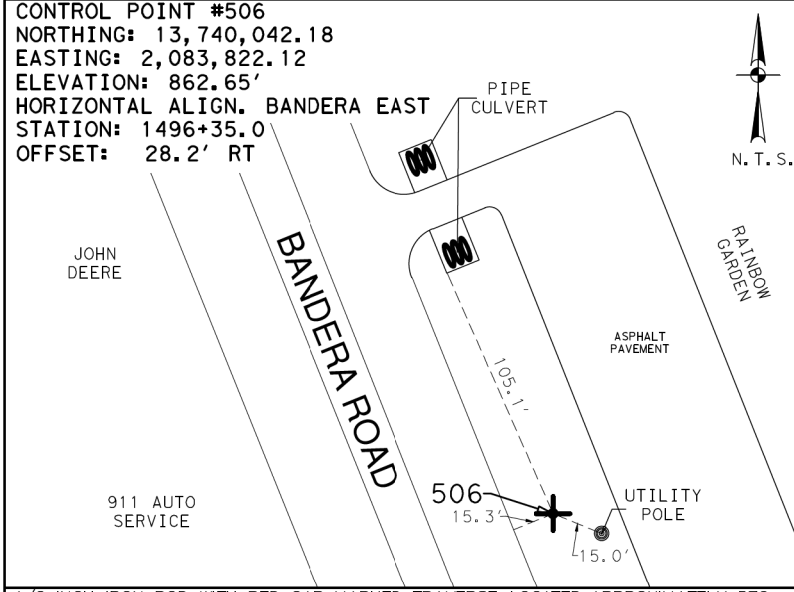 CONTROL POINT #506
NORTHING: 13,740,042.18
EASTING: 2,083,822.12
ELEVATION: 862.65'
HORIZONTAL ALIGN. BANDERA EAST
STATION: 1496+35.0
OFFSET: 28.2' RT
PIPE
CULVERT
N.T.S.
JOHN
DEERE
BANDERA ROAD
RAINBOW
GARDEN
ASPHALT
PAVEMENT
105.1'
911 AUTO
SERVICE
506
15.3'
UTILITY
POLE
15.0'